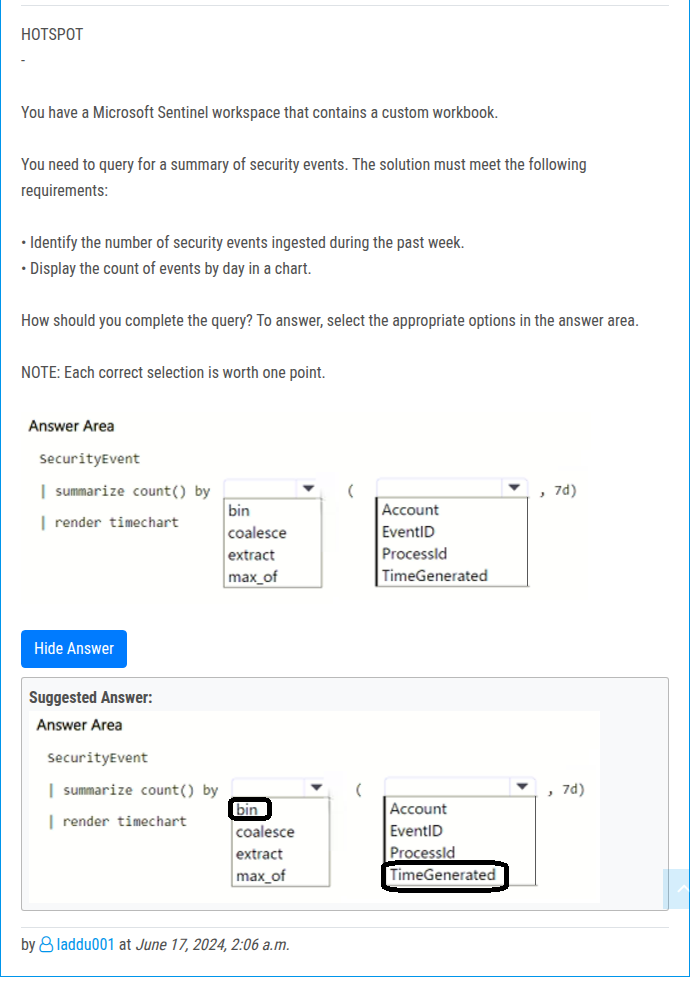 HOTSPOT
-
You have a Microsoft Sentinel workspace that contains a custom workbook.
You need to query for a summary of security events. The solution must meet the following
requirements:
• Identify the number of security events ingested during the past week.
• Display the count of events by day in a chart.
How should you complete the query? To answer, select the appropriate options in the answer area.
NOTE: Each correct selection is worth one point.
Answer Area
SecurityEvent
| summarize count() by ( , 7d)
bin Account
| render timechart coalesce EventID
extract ProcessId
max_of TimeGenerated
Hide Answer
Suggested Answer:
Answer Area
SecurityEvent
| summarize count() by ( , 7d)
bin Account
| render timechart coalesce EventID
extract ProcessId
max_of TimeGenerated
by laddu001 at June 17, 2024, 2:06 a.m.